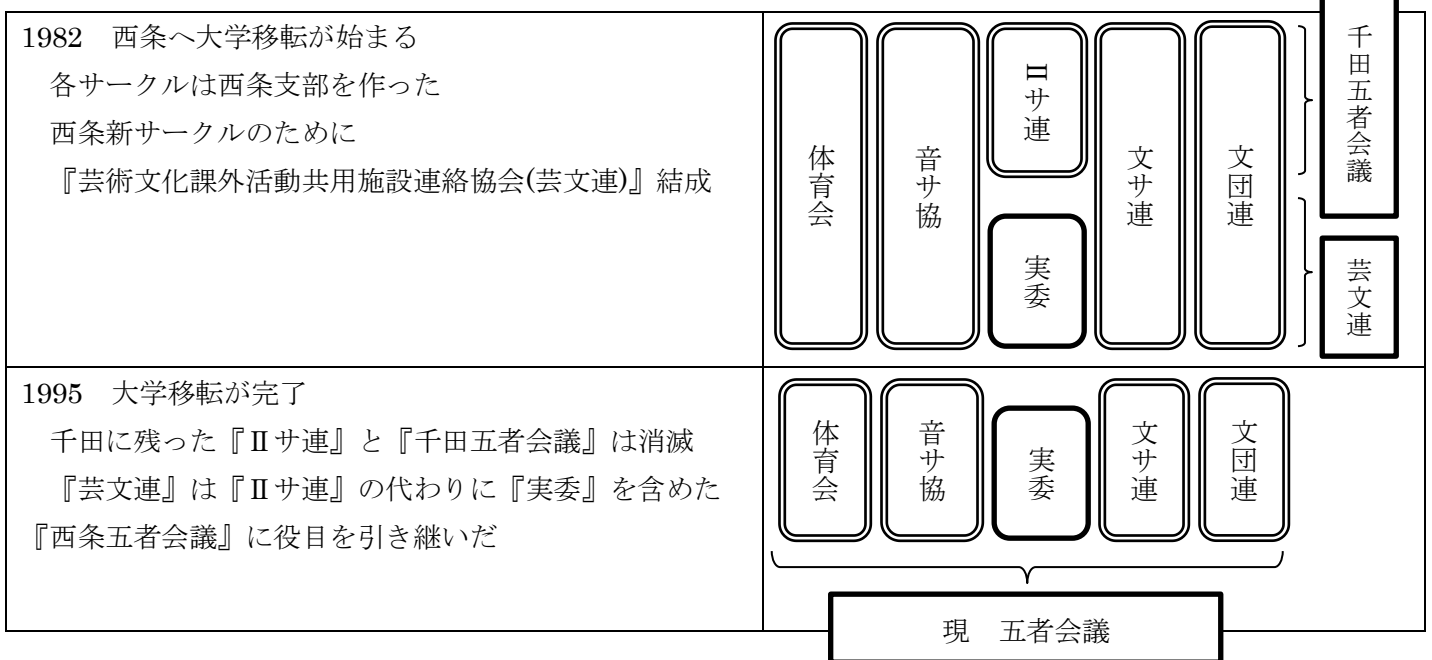 1982　西条へ大学移転が始まる
各サークルは西条支部を作った
西条新サークルのために
『芸術文化課外活動共用施設連絡協会(芸文連)』結成
体育会
音サ協
Ⅱサ連
実委
文サ連
文団連
千田五者会議
芸文連
1995　大学移転が完了
千田に残った『Ⅱサ連』と『千田五者会議』は消滅
『芸文連』は『Ⅱサ連』の代わりに『実委』を含めた
『西条五者会議』に役目を引き継いだ
体育会
音サ協
実委
文サ連
文団連
現　五者会議